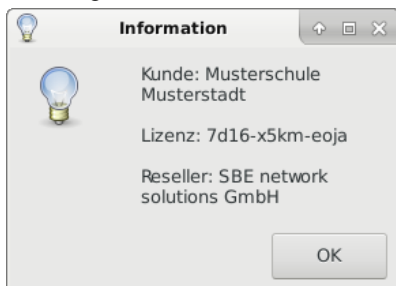 Information
Kunde: Musterschule
Musterstadt
Lizenz: 7d16-x5km-eoja
Reseller: SBE network
solutions GmbH
OK